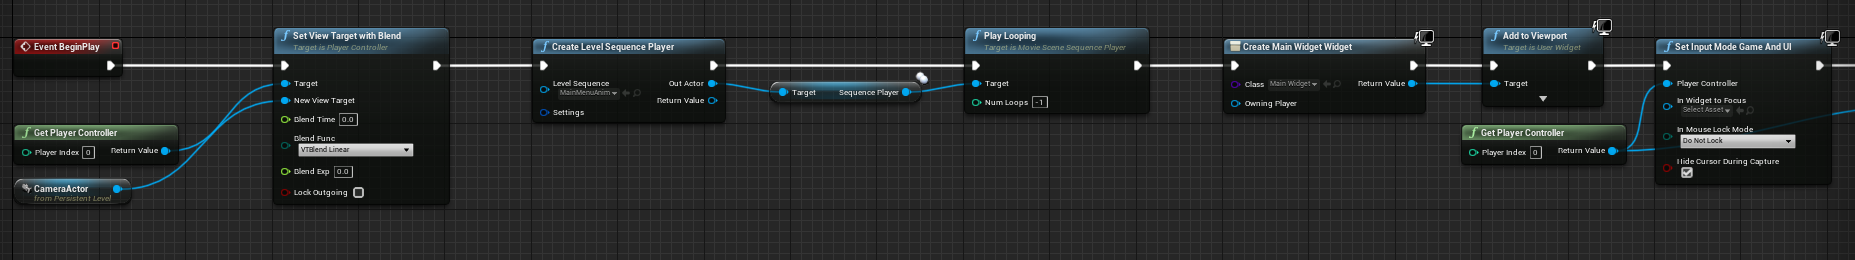 Event BeginPlay
Get Player Controller
Player Index 0 Return Value
CameraActor
from Persistent Level
Set View Target with Blend
Target is Player Controller
Target
New View Target
Blend Time 0.0
Blend Func
VTBlend Linear
Blend Exp 0.0
Lock Outgoing
Create Level Sequence Player
Level Sequence Out Actor
MainMenuAnim
Return Value
Settings
Target Sequence Player
Play Looping
Target is Movie Scene Sequence Player
Target
Num Loops -1
Create Main Widget Widget
Class Main Widget Return Value
Owning Player
Add to Viewport
Target is User Widget
Target
Get Player Controller
Player Index 0 Return Value
Set Input Mode Game And UI
Player Controller
In Widget to Focus
Select Asset
In Mouse Lock Mode
Do Not Lock
Hide Cursor During Capture